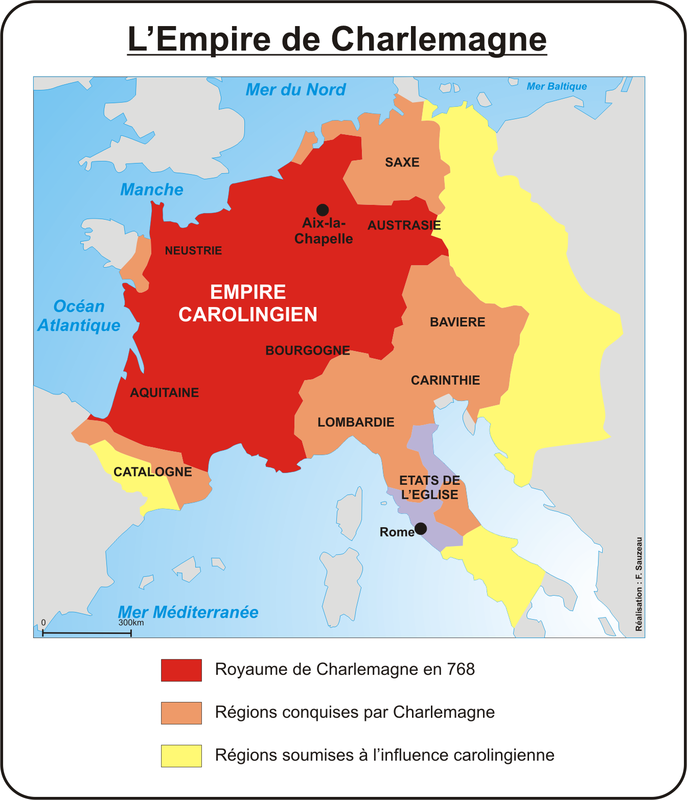 L'Empire de Charlemagne
Mer du Nord
Mer Baltique
SAXE
Manche
Aix-la-
Chapelle
AUSTRASIE
NEUSTRIE
EMPIRE
CAROLINGIEN
Océan
Atlantique
BAVIERE
BOURGOGNE
CARINTHIE
AQUITAINE
LOMBARDIE
CATALOGNE
ETATS DE
L'EGLISE
Rome
Réalisation : F. Sauzeau
Mer Méditerranée
0 300km
Royaume de Charlemagne en 768
Régions conquises par Charlemagne
Régions soumises à l'influence carolingienne